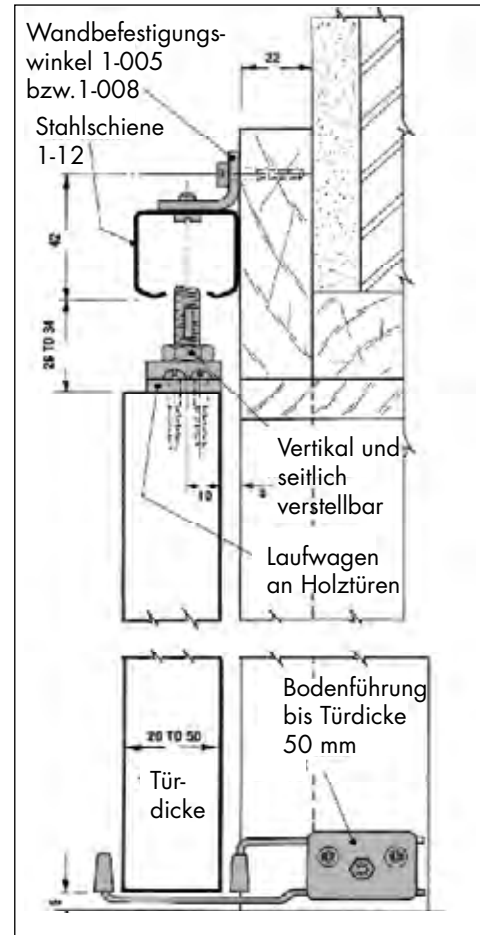 Wandbefestigungs-
winkel 1-005
bzw.1-008
Stahlschiene
1-12
22
42
26 TO 34
10
Vertikal und
seitlich
verstellbar
Laufwagen
an Holztüren
Bodenführung
bis Türdicke
50 mm
20 TO 50
Tür-
dicke